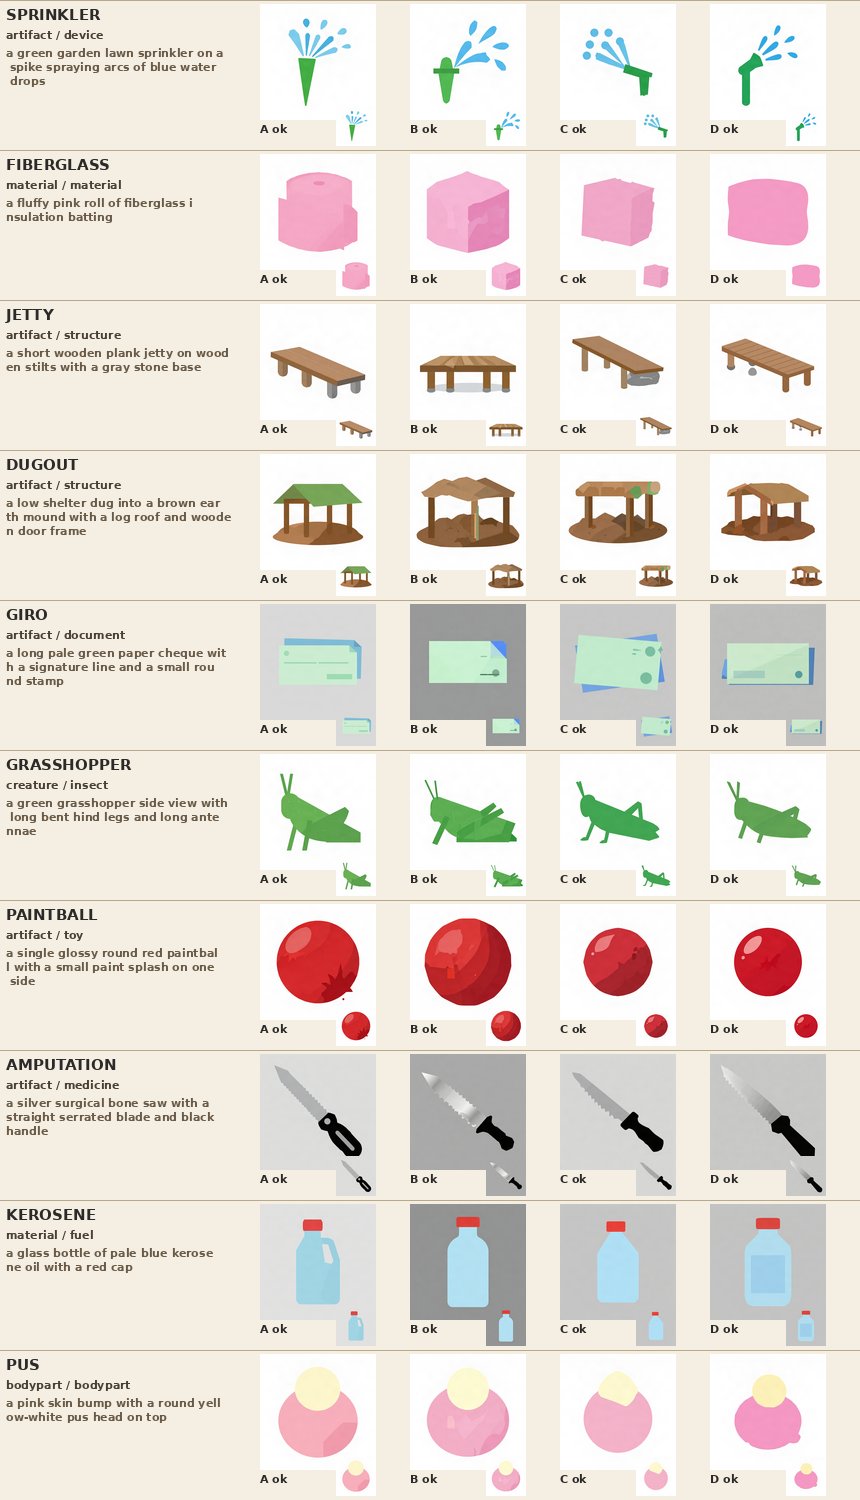 SPRINKLER
artifact / device
a green garden lawn sprinkler on a
spike spraying arcs of blue water
drops
A ok
B ok
C ok
D ok
FIBERGLASS
material / material
a fluffy pink roll of fiberglass i
nsulation batting
A ok
B ok
C ok
D ok
JETTY
artifact / structure
a short wooden plank jetty on wood
en stilts with a gray stone base
A ok
B ok
C ok
D ok
DUGOUT
artifact / structure
a low shelter dug into a brown ear
th mound with a log roof and woode
n door frame
A ok
B ok
C ok
D ok
GIRO
artifact / document
a long pale green paper cheque wit
h a signature line and a small rou
nd stamp
A ok
B ok
C ok
D ok
GRASSHOPPER
creature / insect
a green grasshopper side view with
long bent hind legs and long ante
nnae
A ok
B ok
C ok
D ok
PAINTBALL
artifact / toy
a single glossy round red paintbal
l with a small paint splash on one
side
A ok
B ok
C ok
D ok
AMPUTATION
artifact / medicine
a silver surgical bone saw with a
straight serrated blade and black
handle
A ok
B ok
C ok
D ok
KEROSENE
material / fuel
a glass bottle of pale blue kerose
ne oil with a red cap
A ok
B ok
C ok
D ok
PUS
bodypart / bodypart
a pink skin bump with a round yell
ow-white pus head on top
A ok
B ok
C ok
D ok